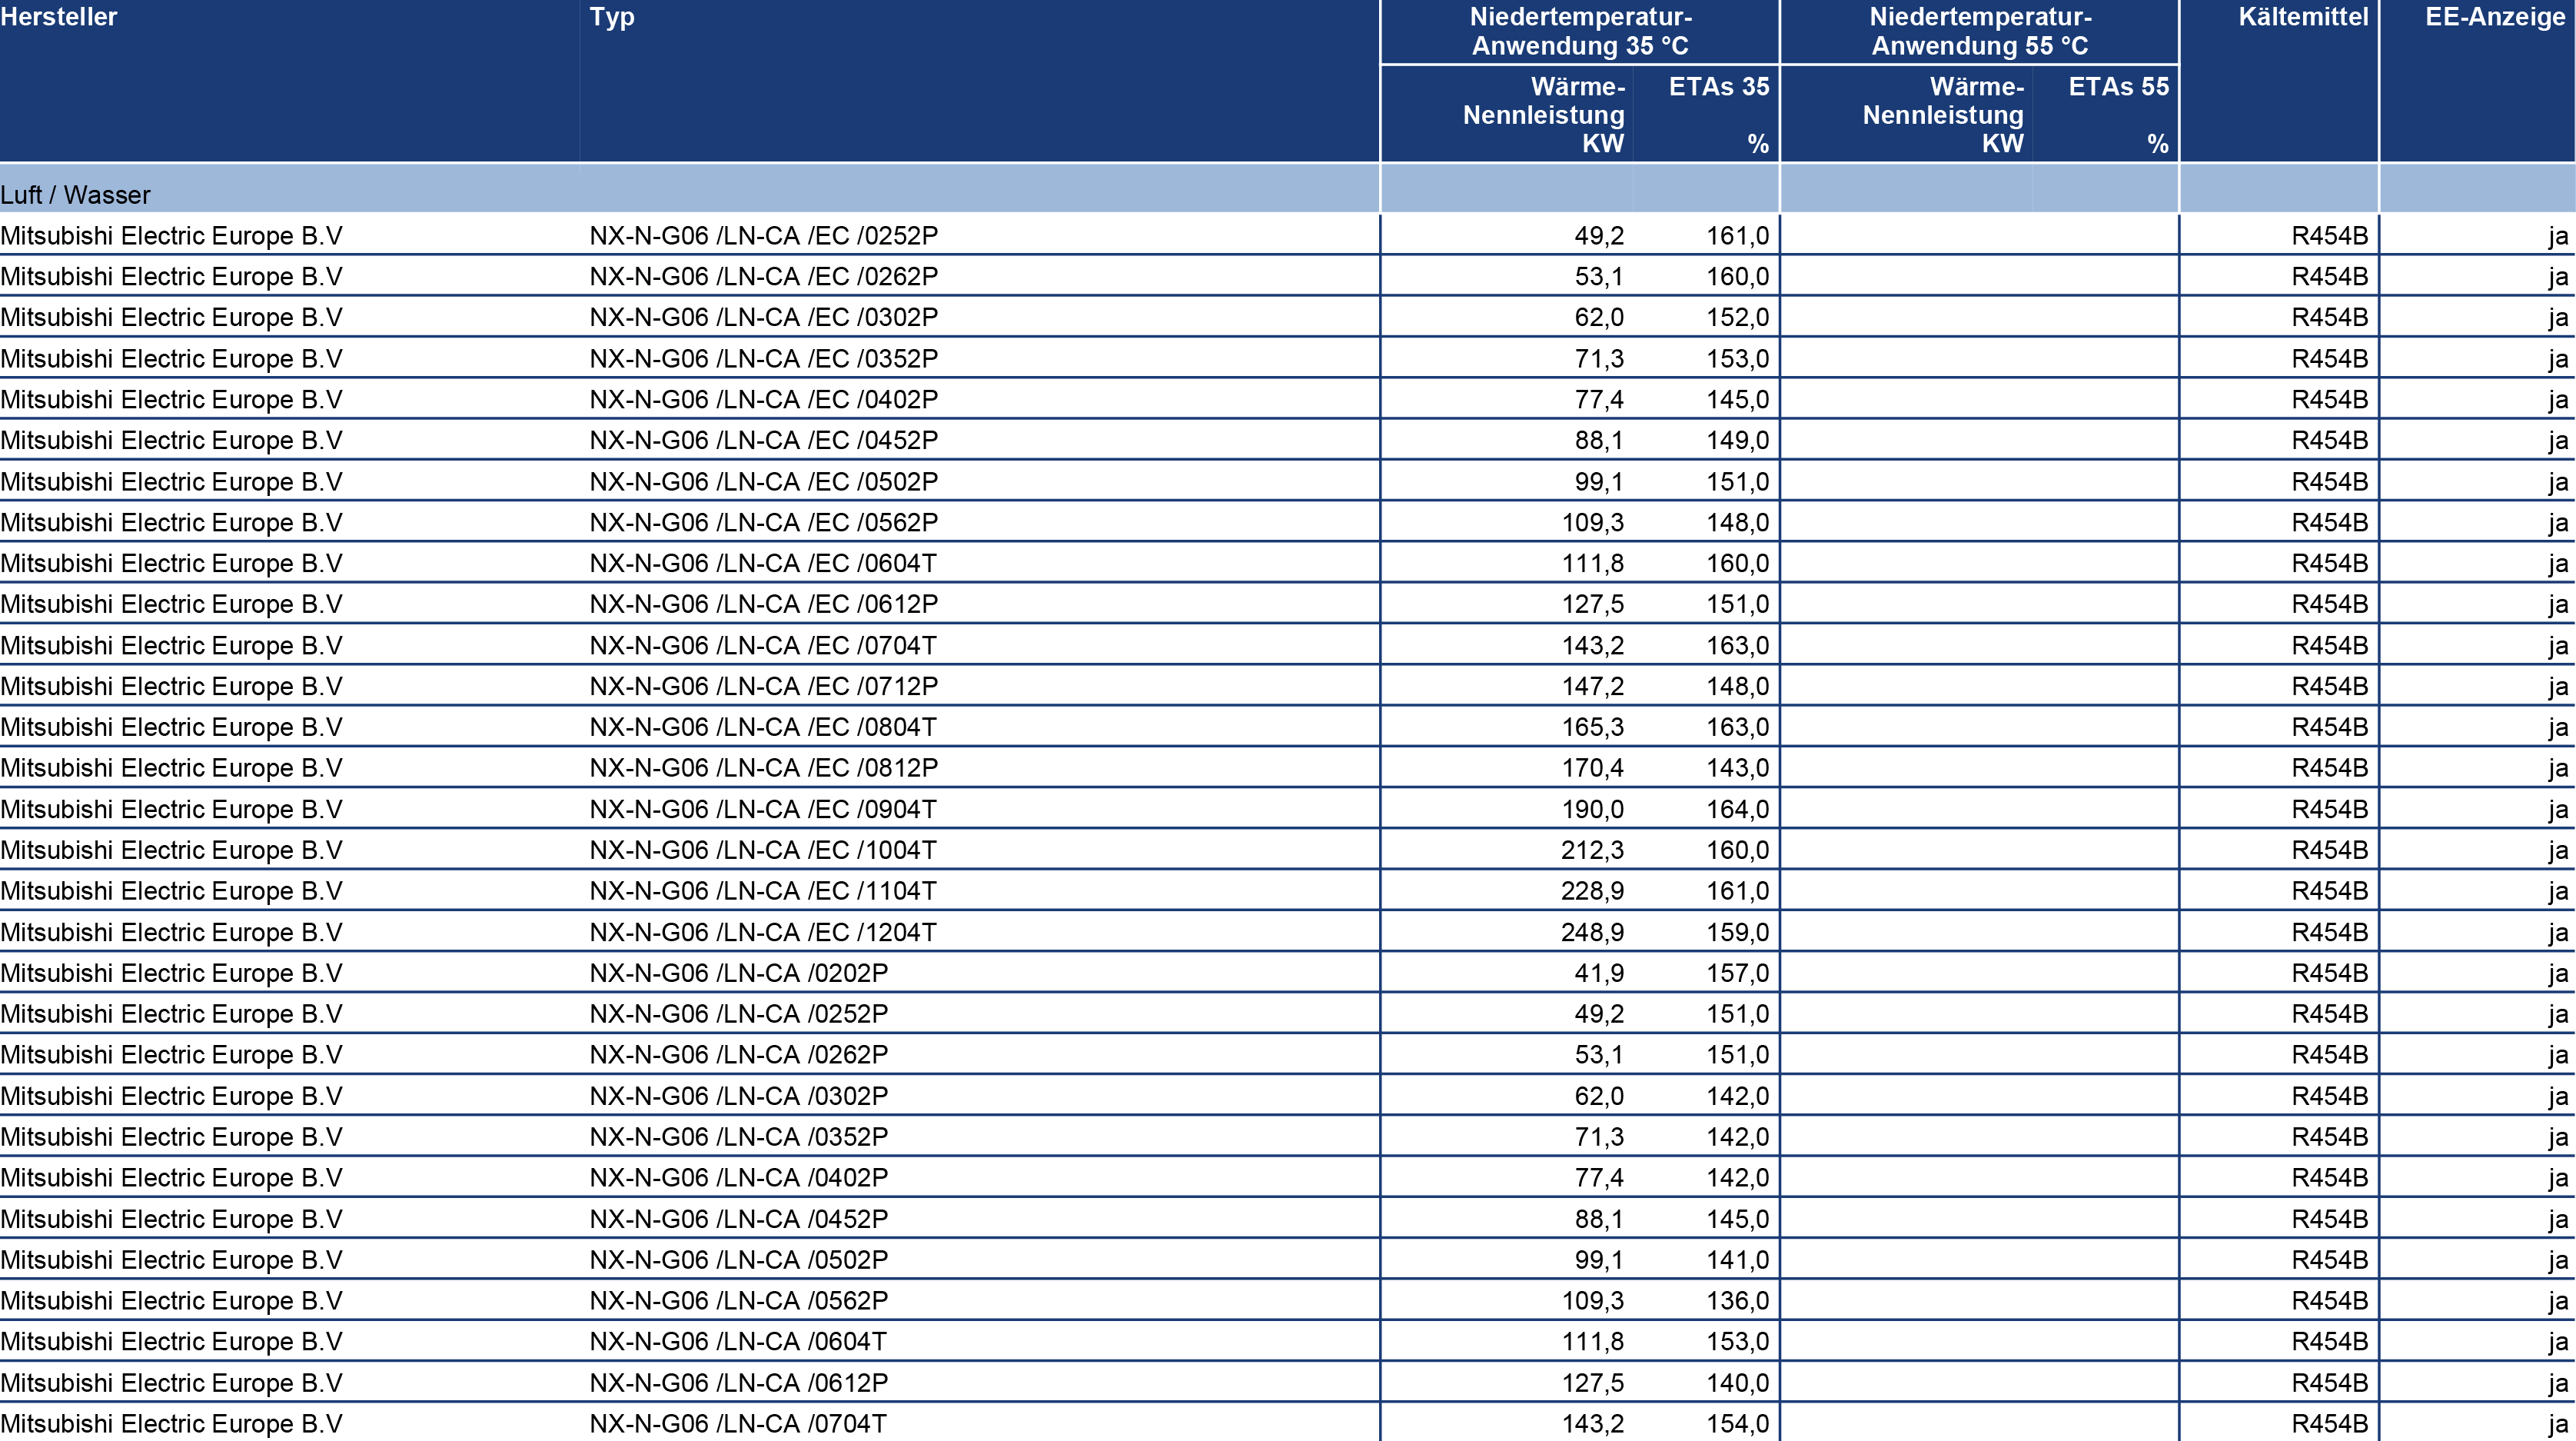 Hersteller Typ Niedertemperatur- Niedertemperatur- Kältemittel EE-Anzeige
Anwendung 35 °C Anwendung 55 °C
Wärme- ETAs 35 Wärme- ETAs 55
Nennleistung Nennleistung
KW % KW %
Luft / Wasser
Mitsubishi Electric Europe B.V NX-N-G06 /LN-CA /EC /0252P 49,2 161,0 R454B ja
Mitsubishi Electric Europe B.V NX-N-G06 /LN-CA /EC /0262P 53,1 160,0 R454B ja
Mitsubishi Electric Europe B.V NX-N-G06 /LN-CA /EC /0302P 62,0 152,0 R454B ja
Mitsubishi Electric Europe B.V NX-N-G06 /LN-CA /EC /0352P 71,3 153,0 R454B ja
Mitsubishi Electric Europe B.V NX-N-G06 /LN-CA /EC /0402P 77,4 145,0 R454B ja
Mitsubishi Electric Europe B.V NX-N-G06 /LN-CA /EC /0452P 88,1 149,0 R454B ja
Mitsubishi Electric Europe B.V NX-N-G06 /LN-CA /EC /0502P 99,1 151,0 R454B ja
Mitsubishi Electric Europe B.V NX-N-G06 /LN-CA /EC /0562P 109,3 148,0 R454B ja
Mitsubishi Electric Europe B.V NX-N-G06 /LN-CA /EC /0604T 111,8 160,0 R454B ja
Mitsubishi Electric Europe B.V NX-N-G06 /LN-CA /EC /0612P 127,5 151,0 R454B ja
Mitsubishi Electric Europe B.V NX-N-G06 /LN-CA /EC /0704T 143,2 163,0 R454B ja
Mitsubishi Electric Europe B.V NX-N-G06 /LN-CA /EC /0712P 147,2 148,0 R454B ja
Mitsubishi Electric Europe B.V NX-N-G06 /LN-CA /EC /0804T 165,3 163,0 R454B ja
Mitsubishi Electric Europe B.V NX-N-G06 /LN-CA /EC /0812P 170,4 143,0 R454B ja
Mitsubishi Electric Europe B.V NX-N-G06 /LN-CA /EC /0904T 190,0 164,0 R454B ja
Mitsubishi Electric Europe B.V NX-N-G06 /LN-CA /EC /1004T 212,3 160,0 R454B ja
Mitsubishi Electric Europe B.V NX-N-G06 /LN-CA /EC /1104T 228,9 161,0 R454B ja
Mitsubishi Electric Europe B.V NX-N-G06 /LN-CA /EC /1204T 248,9 159,0 R454B ja
Mitsubishi Electric Europe B.V NX-N-G06 /LN-CA /0202P 41,9 157,0 R454B ja
Mitsubishi Electric Europe B.V NX-N-G06 /LN-CA /0252P 49,2 151,0 R454B ja
Mitsubishi Electric Europe B.V NX-N-G06 /LN-CA /0262P 53,1 151,0 R454B ja
Mitsubishi Electric Europe B.V NX-N-G06 /LN-CA /0302P 62,0 142,0 R454B ja
Mitsubishi Electric Europe B.V NX-N-G06 /LN-CA /0352P 71,3 142,0 R454B ja
Mitsubishi Electric Europe B.V NX-N-G06 /LN-CA /0402P 77,4 142,0 R454B ja
Mitsubishi Electric Europe B.V NX-N-G06 /LN-CA /0452P 88,1 145,0 R454B ja
Mitsubishi Electric Europe B.V NX-N-G06 /LN-CA /0502P 99,1 141,0 R454B ja
Mitsubishi Electric Europe B.V NX-N-G06 /LN-CA /0562P 109,3 136,0 R454B ja
Mitsubishi Electric Europe B.V NX-N-G06 /LN-CA /0604T 111,8 153,0 R454B ja
Mitsubishi Electric Europe B.V NX-N-G06 /LN-CA /0612P 127,5 140,0 R454B ja
Mitsubishi Electric Europe B.V NX-N-G06 /LN-CA /0704T 143,2 154,0 R454B ja